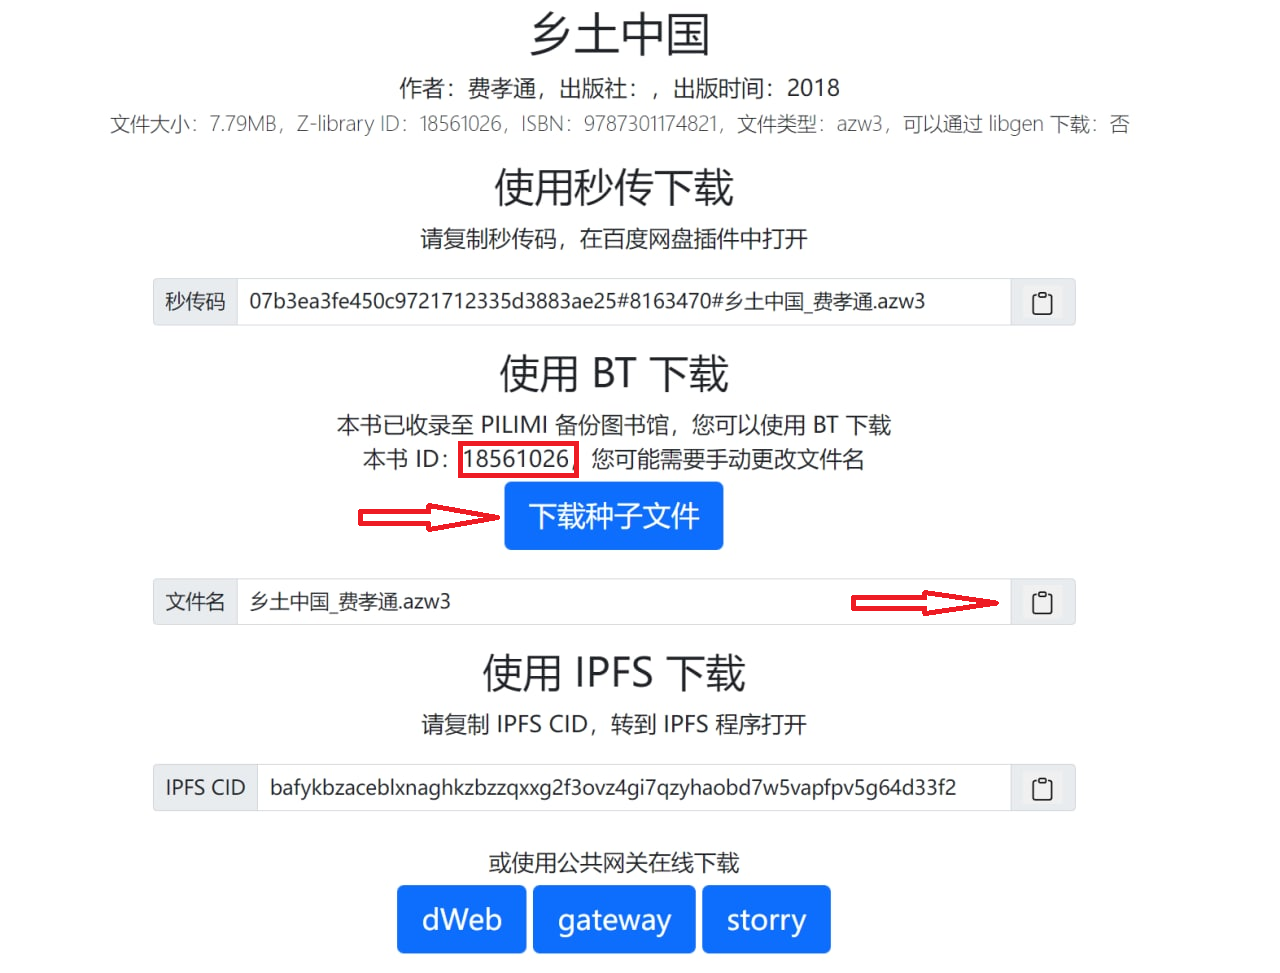 乡土中国
作者：费孝通，出版社：，出版时间：2018
文件大小：7.79MB，Z-library ID：18561026，ISBN：9787301174821，文件类型：azw3，可以通过 libgen 下载：否
使用秒传下载
请复制秒传码，在百度网盘插件中打开
秒传码 07b3ea3fe450c9721712335d3883ae25#8163470#乡土中国_费孝通.azw3
使用 BT 下载
本书已收录至 PILIMI 备份图书馆，您可以使用 BT 下载
本书 ID：18561026，您可能需要手动更改文件名
下载种子文件
文件名 乡土中国_费孝通.azw3
使用 IPFS 下载
请复制 IPFS CID，转到 IPFS 程序打开
IPFS CID bafykbzaceblxnaghkzbzzqxxg2f3ovz4gi7qzyhaobd7w5vapfpv5g64d33f2
或使用公共网关在线下载
dWeb gateway storry